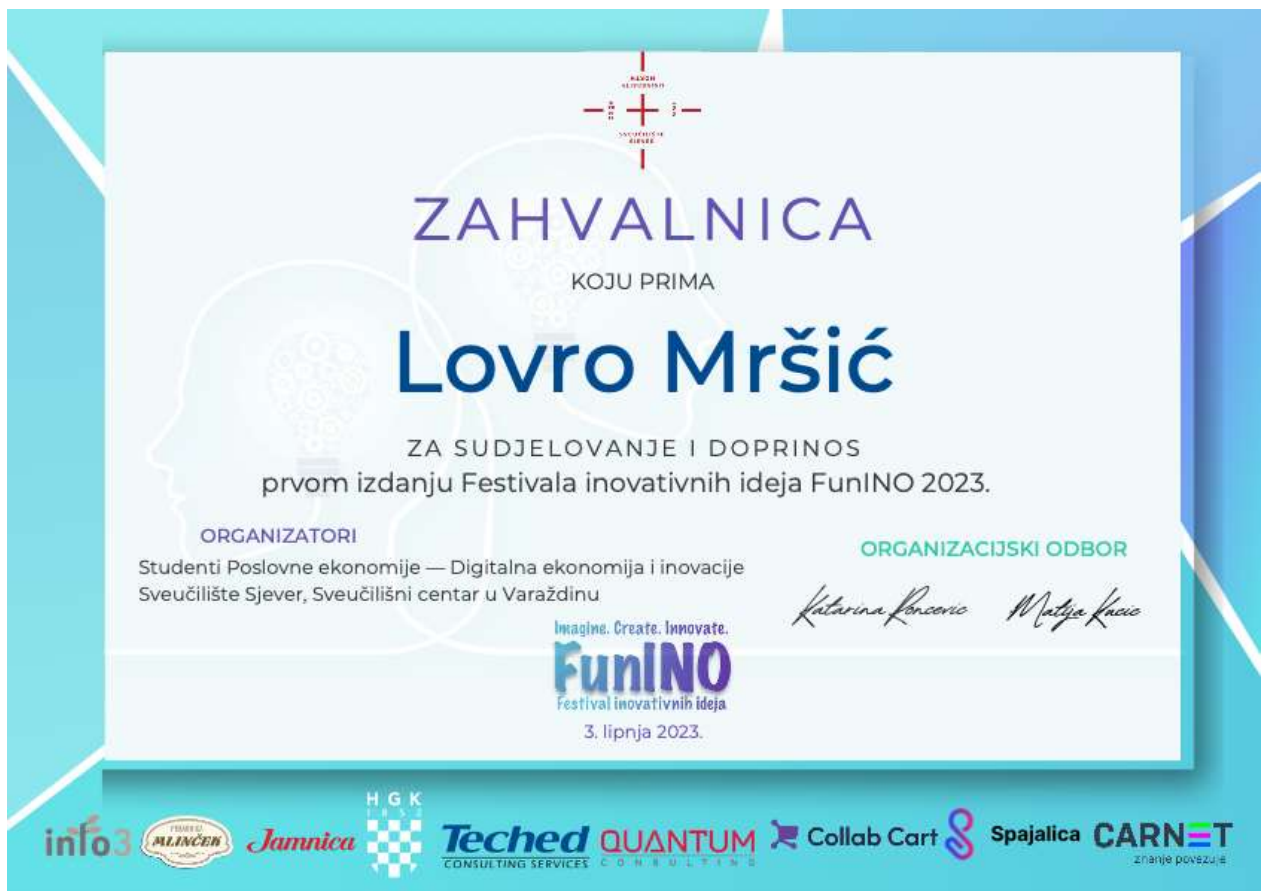 ZAHVALNICA
KOJU PRIMA
Lovro Mršić
ZA SUDJELOVANJE I DOPRINOS
prvom izdanju Festivala inovativnih ideja FunINO 2023.
ORGANIZATORI
Studenti Poslovne ekonomije — Digitalna ekonomija i inovacije
Sveučilište Sjever, Sveučilišni centar u Varaždinu
ORGANIZACIJSKI ODBOR
Katarina Poncevic Matija Kacic
Imagine. Create. Innovate.
FunINO
Festival inovativnih ideja
3. lipnja 2023.
info3
MLINČEK
Jamnica
HGK
1852
Teched
CONSULTING SERVICES
QUANTUM
CONSULTING
Collab Cart
Spajalica
CARNET
znanje povezuje